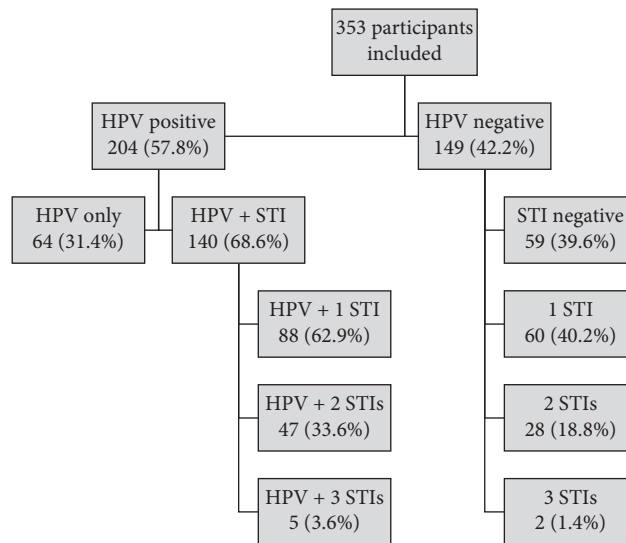 353 participants
included
HPV positive
204 (57.8%)
HPV negative
149 (42.2%)
HPV only
64 (31.4%)
HPV + STI
140 (68.6%)
STI negative
59 (39.6%)
HPV + 1 STI
88 (62.9%)
1 STI
60 (40.2%)
HPV + 2 STIs
47 (33.6%)
2 STIs
28 (18.8%)
HPV + 3 STIs
5 (3.6%)
3 STIs
2 (1.4%)